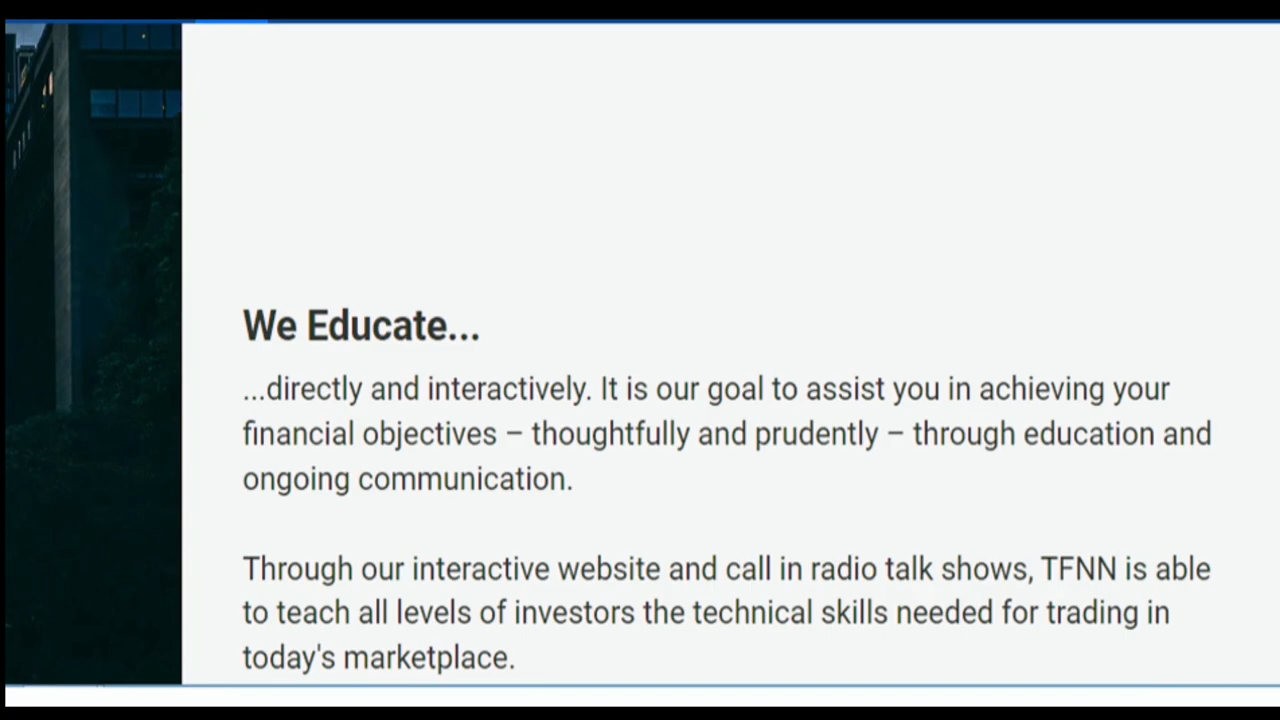 We Educate...
...directly and interactively. It is our goal to assist you in achieving your
financial objectives – thoughtfully and prudently – through education and
ongoing communication.
Through our interactive website and call in radio talk shows, TFNN is able
to teach all levels of investors the technical skills needed for trading in
today's marketplace.